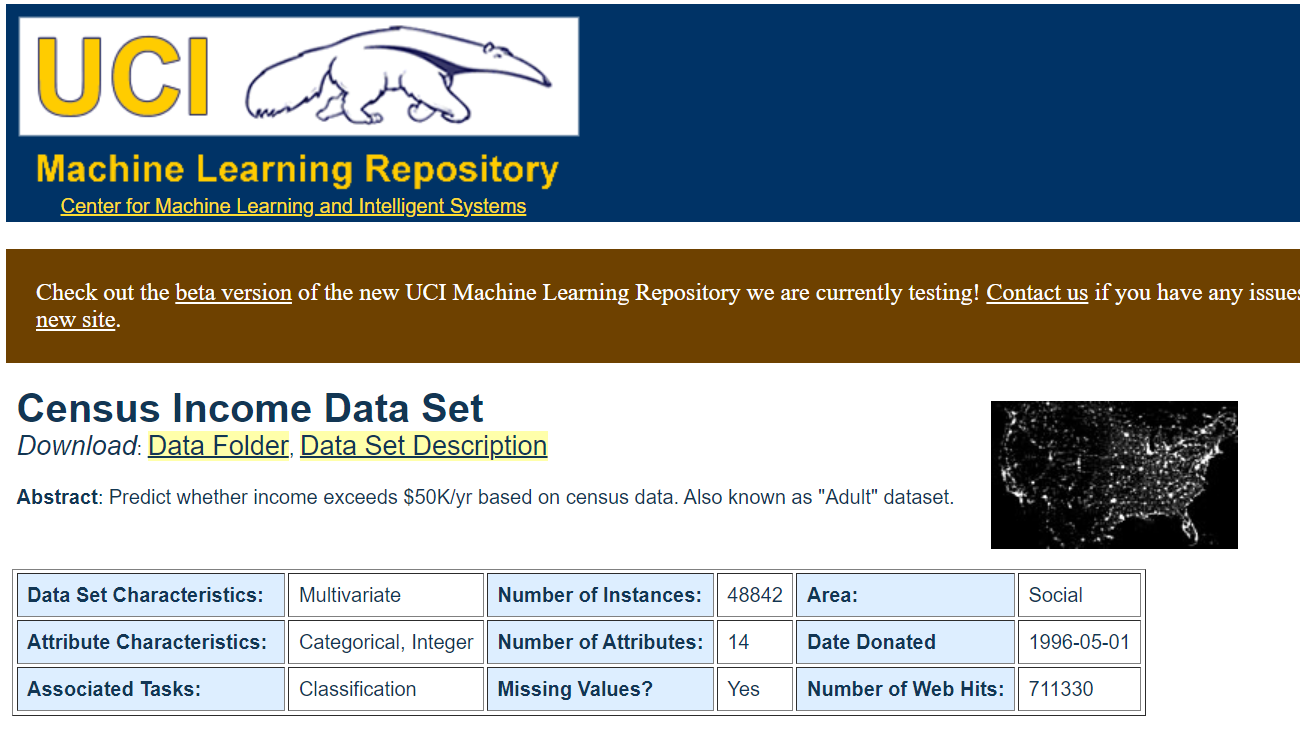 UCI
Machine Learning Repository
Center for Machine Learning and Intelligent Systems
Check out the beta version of the new UCI Machine Learning Repository we are currently testing! Contact us if you have any issues
new site.
Census Income Data Set
Download: Data Folder, Data Set Description
Abstract: Predict whether income exceeds $50K/yr based on census data. Also known as "Adult" dataset.
Data Set Characteristics: Multivariate Number of Instances: 48842 Area: Social
Attribute Characteristics: Categorical, Integer Number of Attributes: 14 Date Donated 1996-05-01
Associated Tasks: Classification Missing Values? Yes Number of Web Hits: 711330